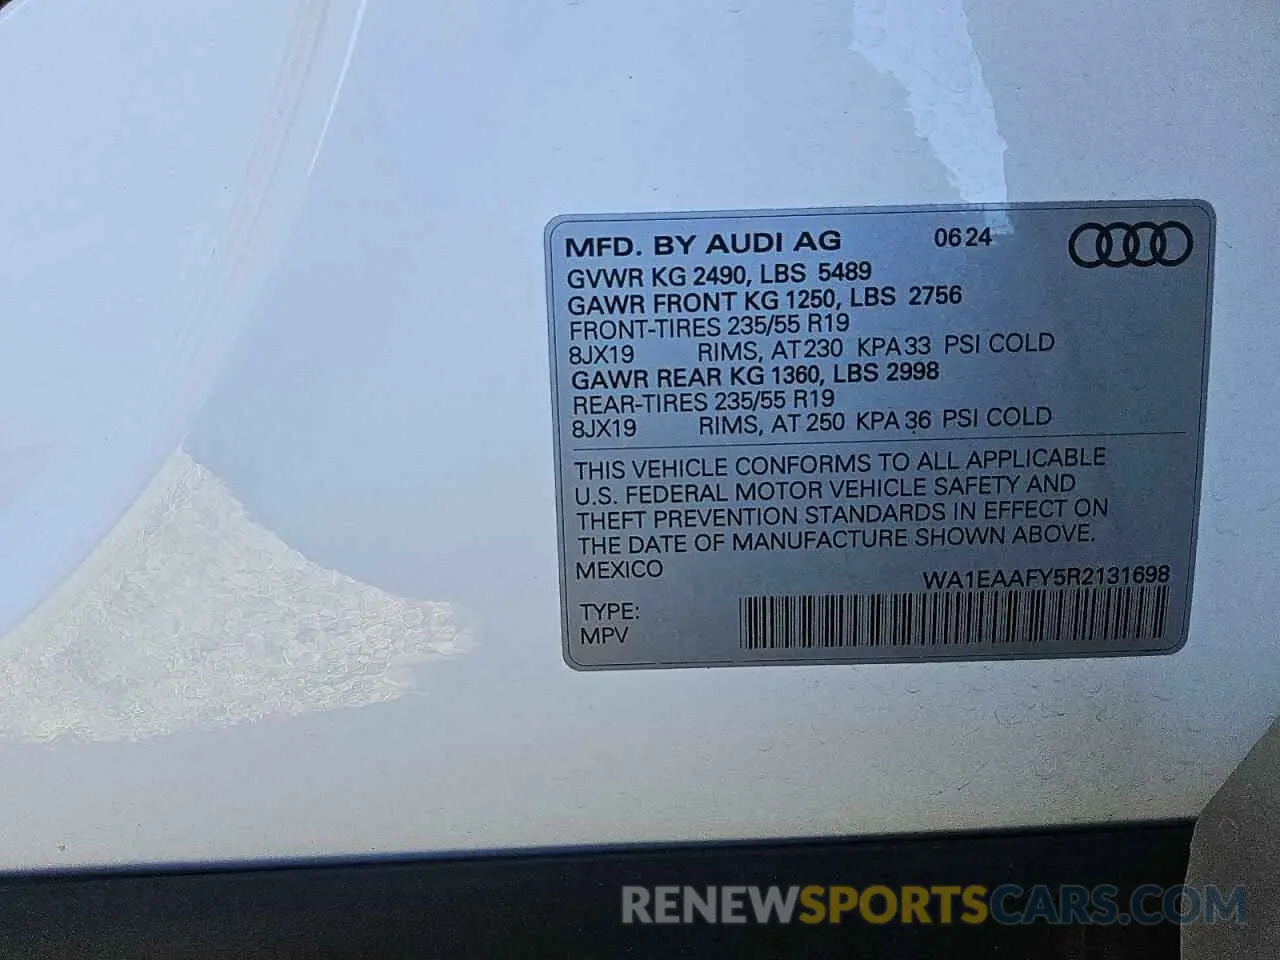 MFD. BY AUDI AG 06 24
GVWR KG 2490, LBS 5489
GAWR FRONT KG 1250, LBS 2756
FRONT-TIRES 235/55 R19
8JX19 RIMS, AT 230 KPA 33 PSI COLD
GAWR REAR KG 1360, LBS 2998
REAR-TIRES 235/55 R19
8JX19 RIMS, AT 250 KPA 36 PSI COLD
THIS VEHICLE CONFORMS TO ALL APPLICABLE
U.S. FEDERAL MOTOR VEHICLE SAFETY AND
THEFT PREVENTION STANDARDS IN EFFECT ON
THE DATE OF MANUFACTURE SHOWN ABOVE.
MEXICO
WA1EAAFY5R2131698
TYPE:
MPV
RENEWSPORTSCARS.COM